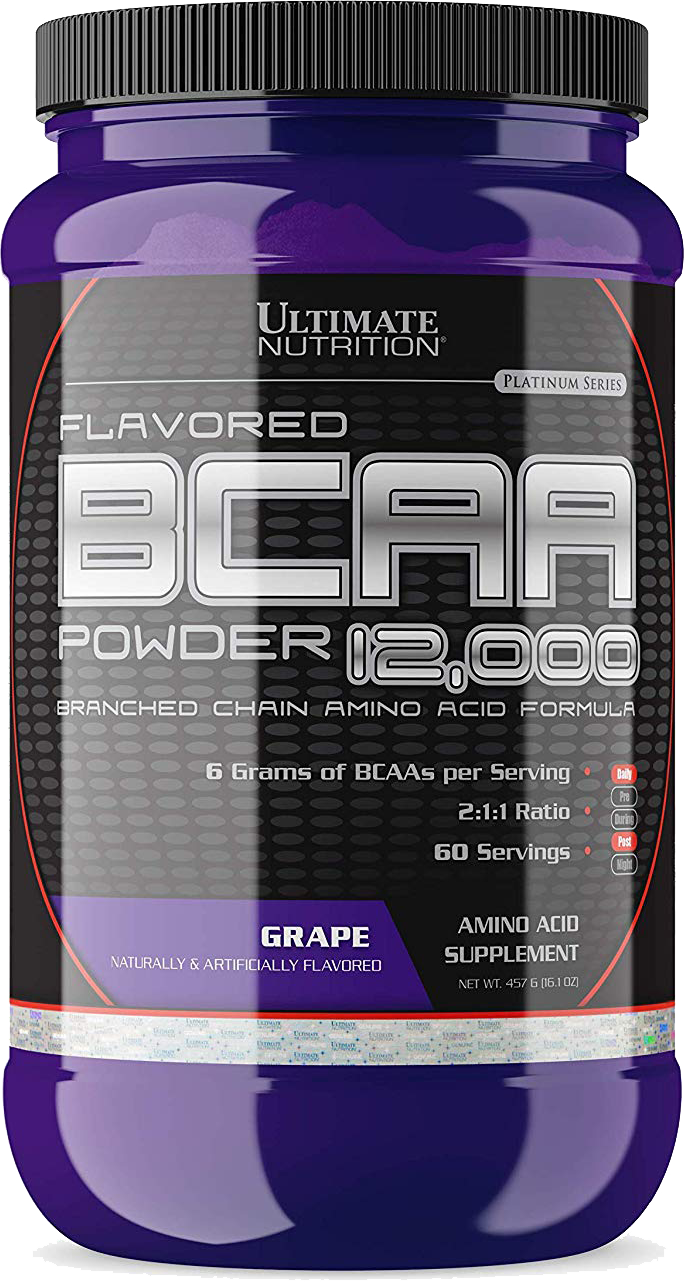 ULTIMATE
NUTRITION®
PLATINUM SERIES
FLAVORED
BCAA
POWDER 12,000
BRANCHED CHAIN AMINO ACID FORMULA
6 Grams of BCAAs per Serving
2:1:1 Ratio
60 Servings
Daily
Pre
During
Post
Night
GRAPE
NATURALLY & ARTIFICIALLY FLAVORED
AMINO ACID
SUPPLEMENT
NET WT. 457 G (16.1 OZ)